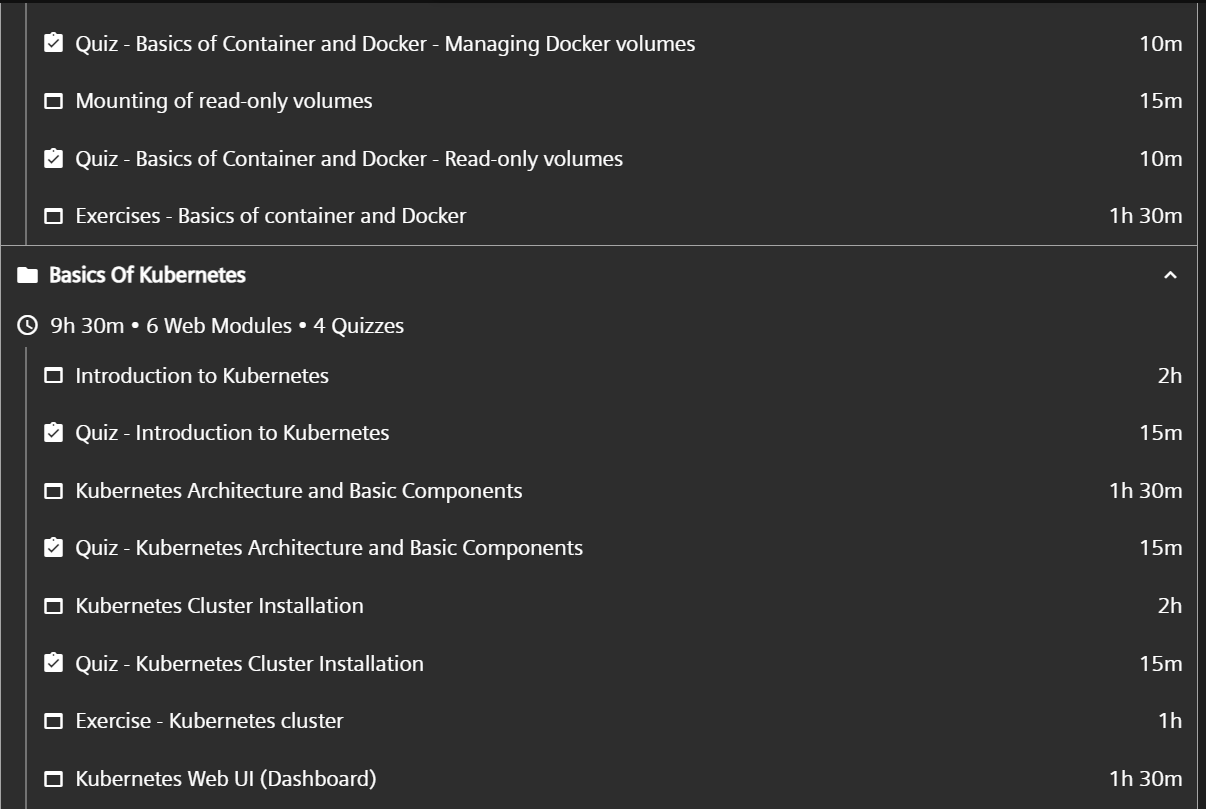 Quiz - Basics of Container and Docker - Managing Docker volumes 10m
Mounting of read-only volumes 15m
Quiz - Basics of Container and Docker - Read-only volumes 10m
Exercises - Basics of container and Docker 1h 30m
Basics Of Kubernetes
9h 30m • 6 Web Modules • 4 Quizzes
Introduction to Kubernetes 2h
Quiz - Introduction to Kubernetes 15m
Kubernetes Architecture and Basic Components 1h 30m
Quiz - Kubernetes Architecture and Basic Components 15m
Kubernetes Cluster Installation 2h
Quiz - Kubernetes Cluster Installation 15m
Exercise - Kubernetes cluster 1h
Kubernetes Web UI (Dashboard) 1h 30m